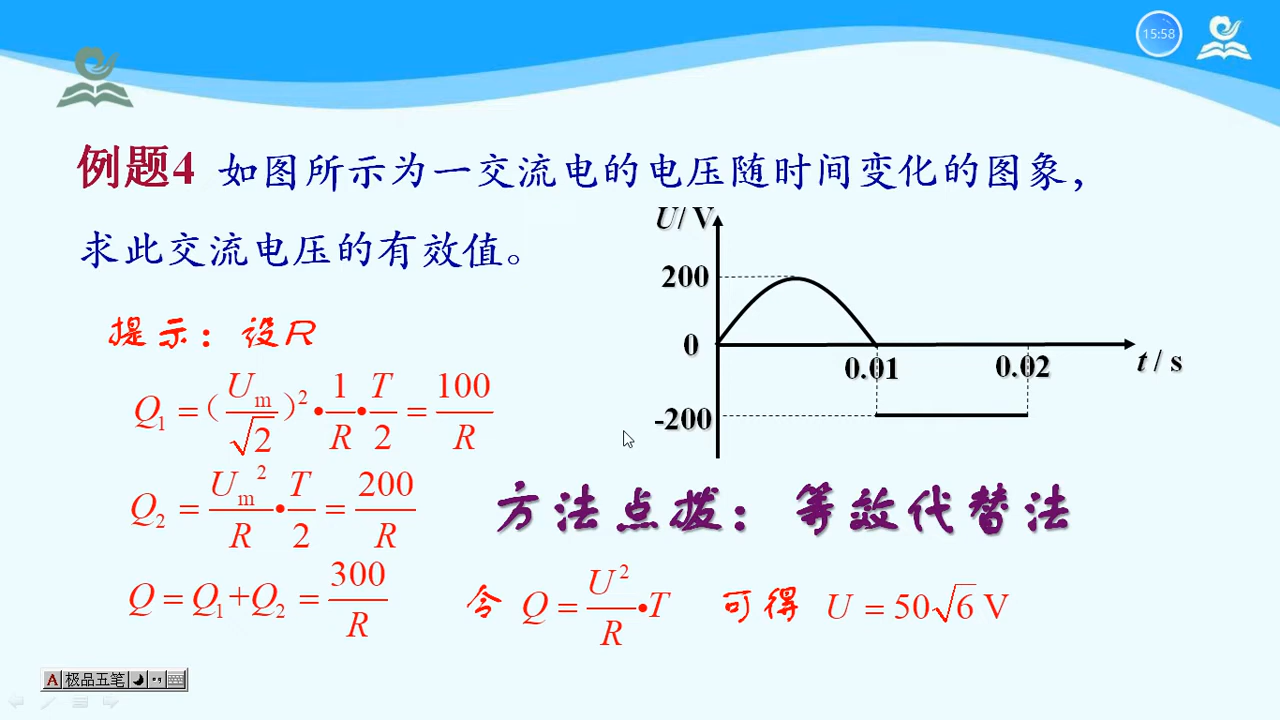 15:58
例题4 如图所示为一交流电的电压随时间变化的图象，
求此交流电压的有效值。
U/ V
200
0
0.01
0.02
t / s
-200
提示：设R
Q₁ = (Uₘ/√2)²•1/R•T/2 = 100/R
Q₂ = Uₘ²/R•T/2 = 200/R
方法点拨：等效代替法
Q = Q₁+Q₂ = 300/R
令 Q = U²/R•T 可得 U = 50√6 V
A 极品五笔